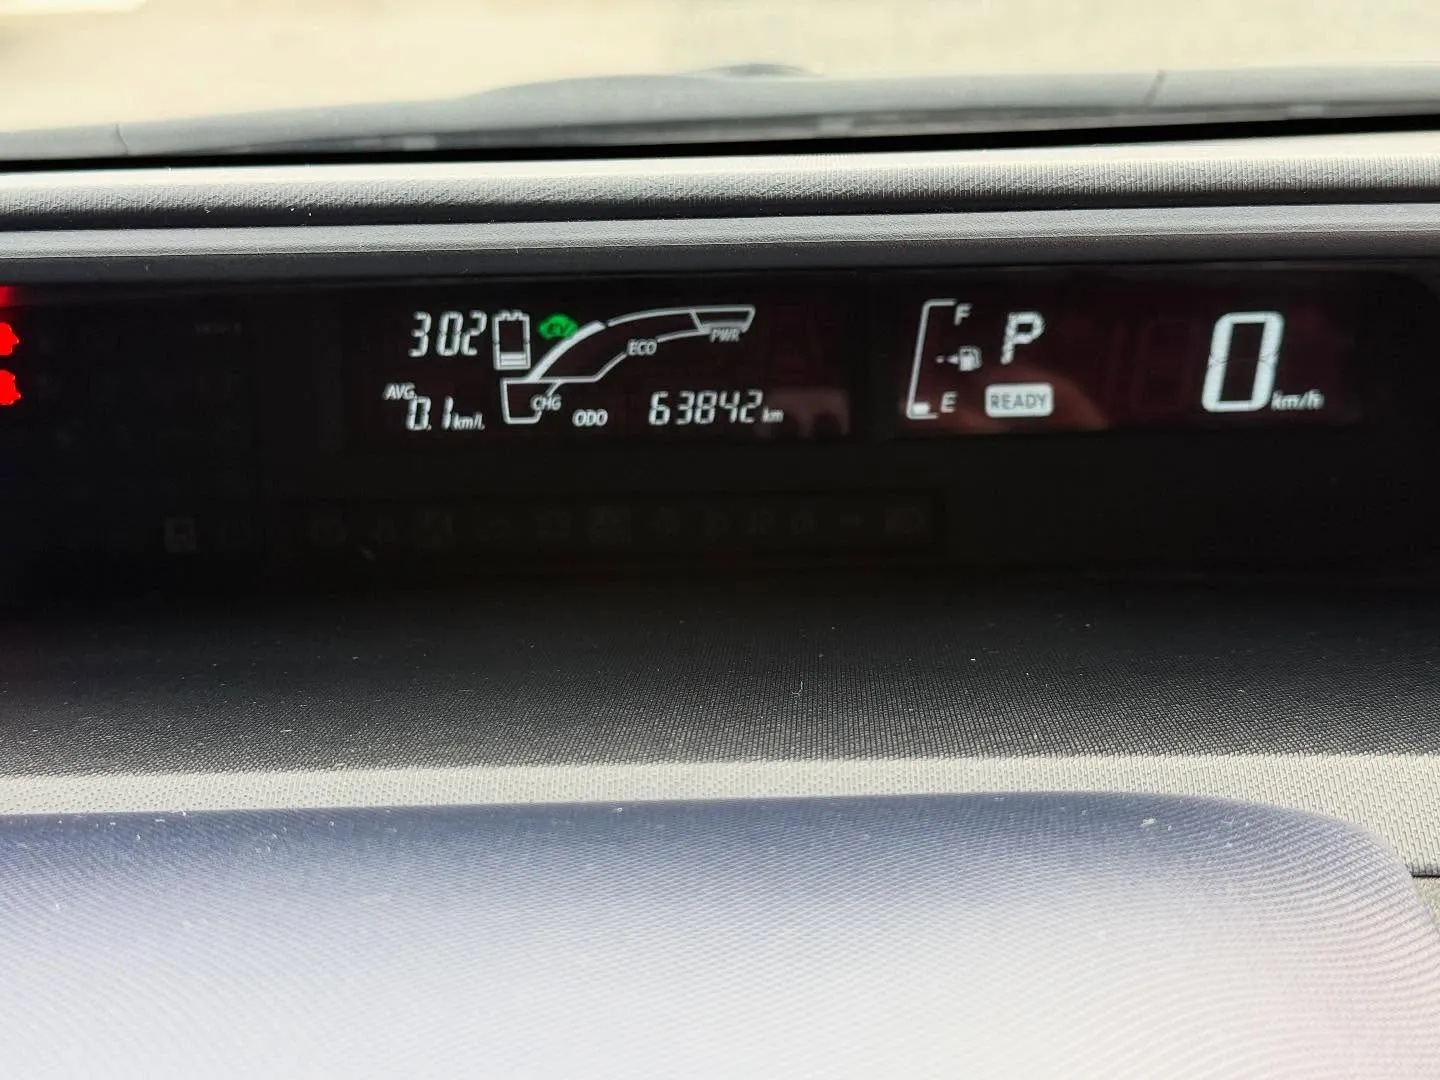 302
EV
ECO
PWR
AVG
0.1 km/L
CHG
ODO
63842 km
F
P
E
READY
0 km/h